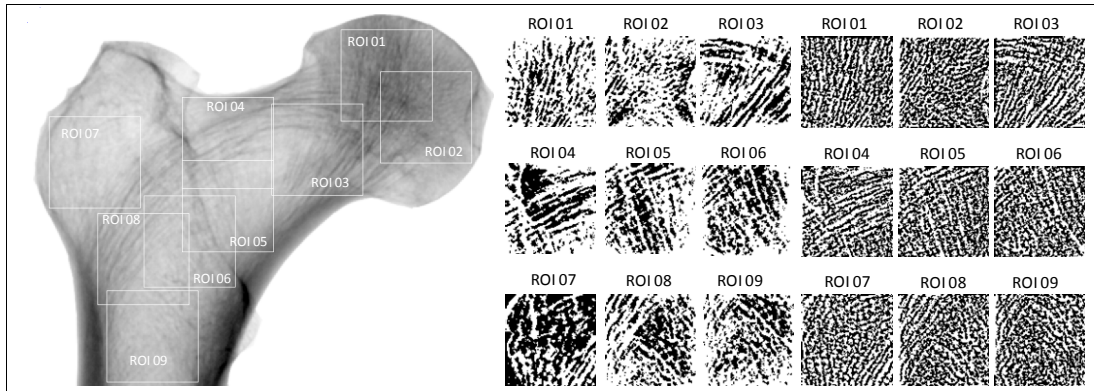 ROI 01
ROI 04
ROI 07
ROI 02
ROI 03
ROI 08
ROI 05
ROI 06
ROI 09
ROI 01 ROI 02 ROI 03 ROI 01 ROI 02 ROI 03
ROI 04 ROI 05 ROI 06 ROI 04 ROI 05 ROI 06
ROI 07 ROI 08 ROI 09 ROI 07 ROI 08 ROI 09